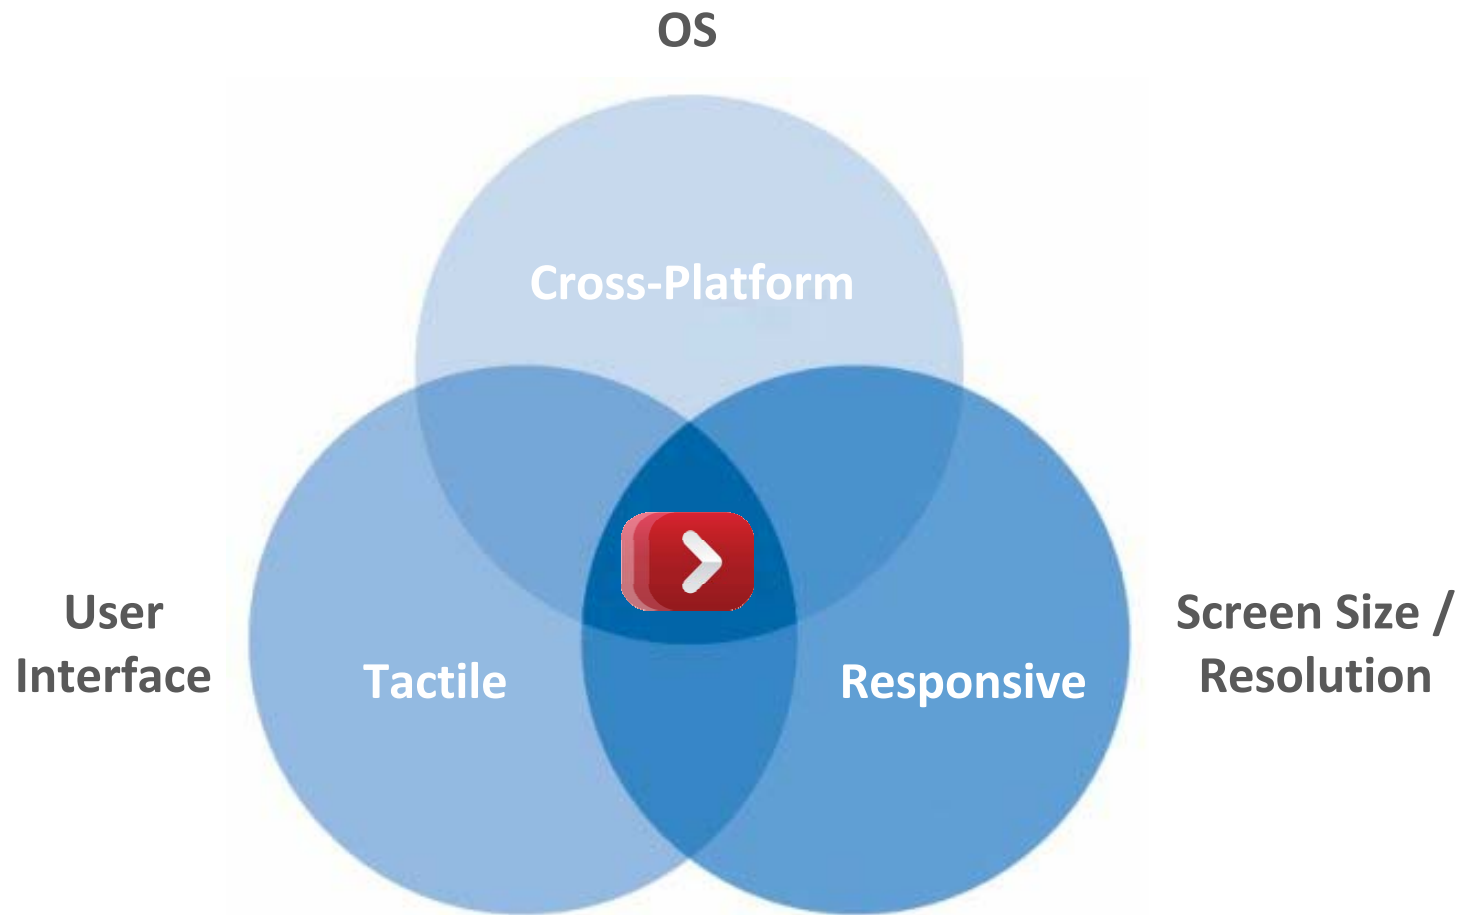 OS
Cross-Platform
User
Interface
Tactile
Responsive
Screen Size /
Resolution